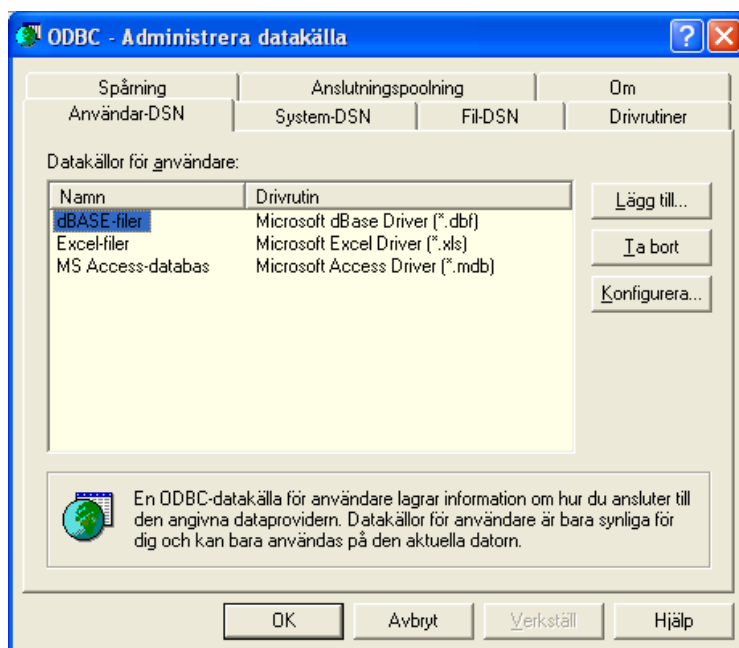 ODBC - Administrera datakälla
Spårning Anslutningspoolning Om
Användar-DSN System-DSN Fil-DSN Drivrutiner
Datakällor för användare:
Namn Drivrutin
dBASE-filer Microsoft dBase Driver (*.dbf)
Excel-filer Microsoft Excel Driver (*.xls)
MS Access-databas Microsoft Access Driver (*.mdb)
Lägg till...
Ta bort
Konfigurera...
En ODBC-datakälla för användare lagrar information om hur du ansluter till
den angivna dataprovidern. Datakällor för användare är bara synliga för
dig och kan bara användas på den aktuella datorn.
OK Avbryt Verkställ Hjälp